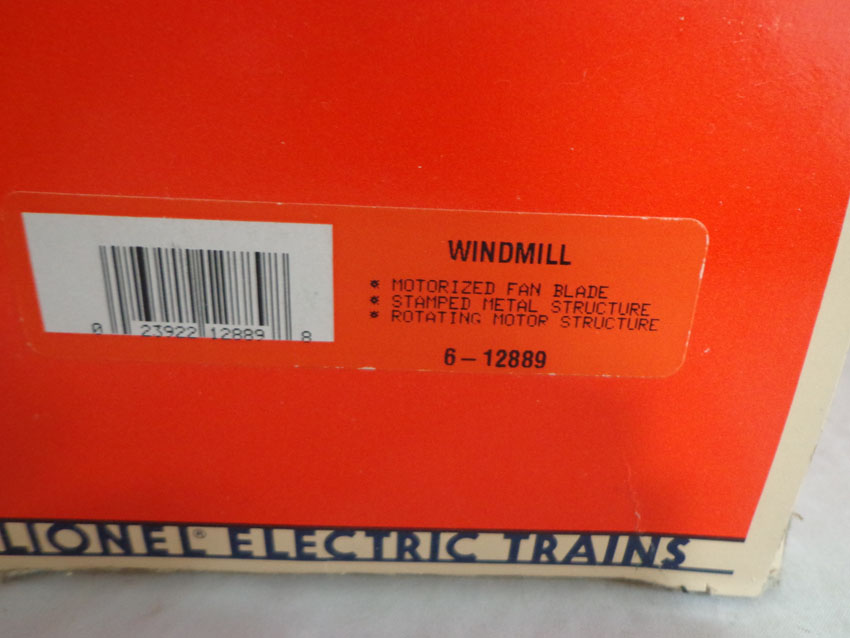 WINDMILL
* MOTORIZED FAN BLADE
* STAMPED METAL STRUCTURE
* ROTATING MOTOR STRUCTURE
6-12889
0 23922 12889 8
LIONEL® ELECTRIC TRAINS